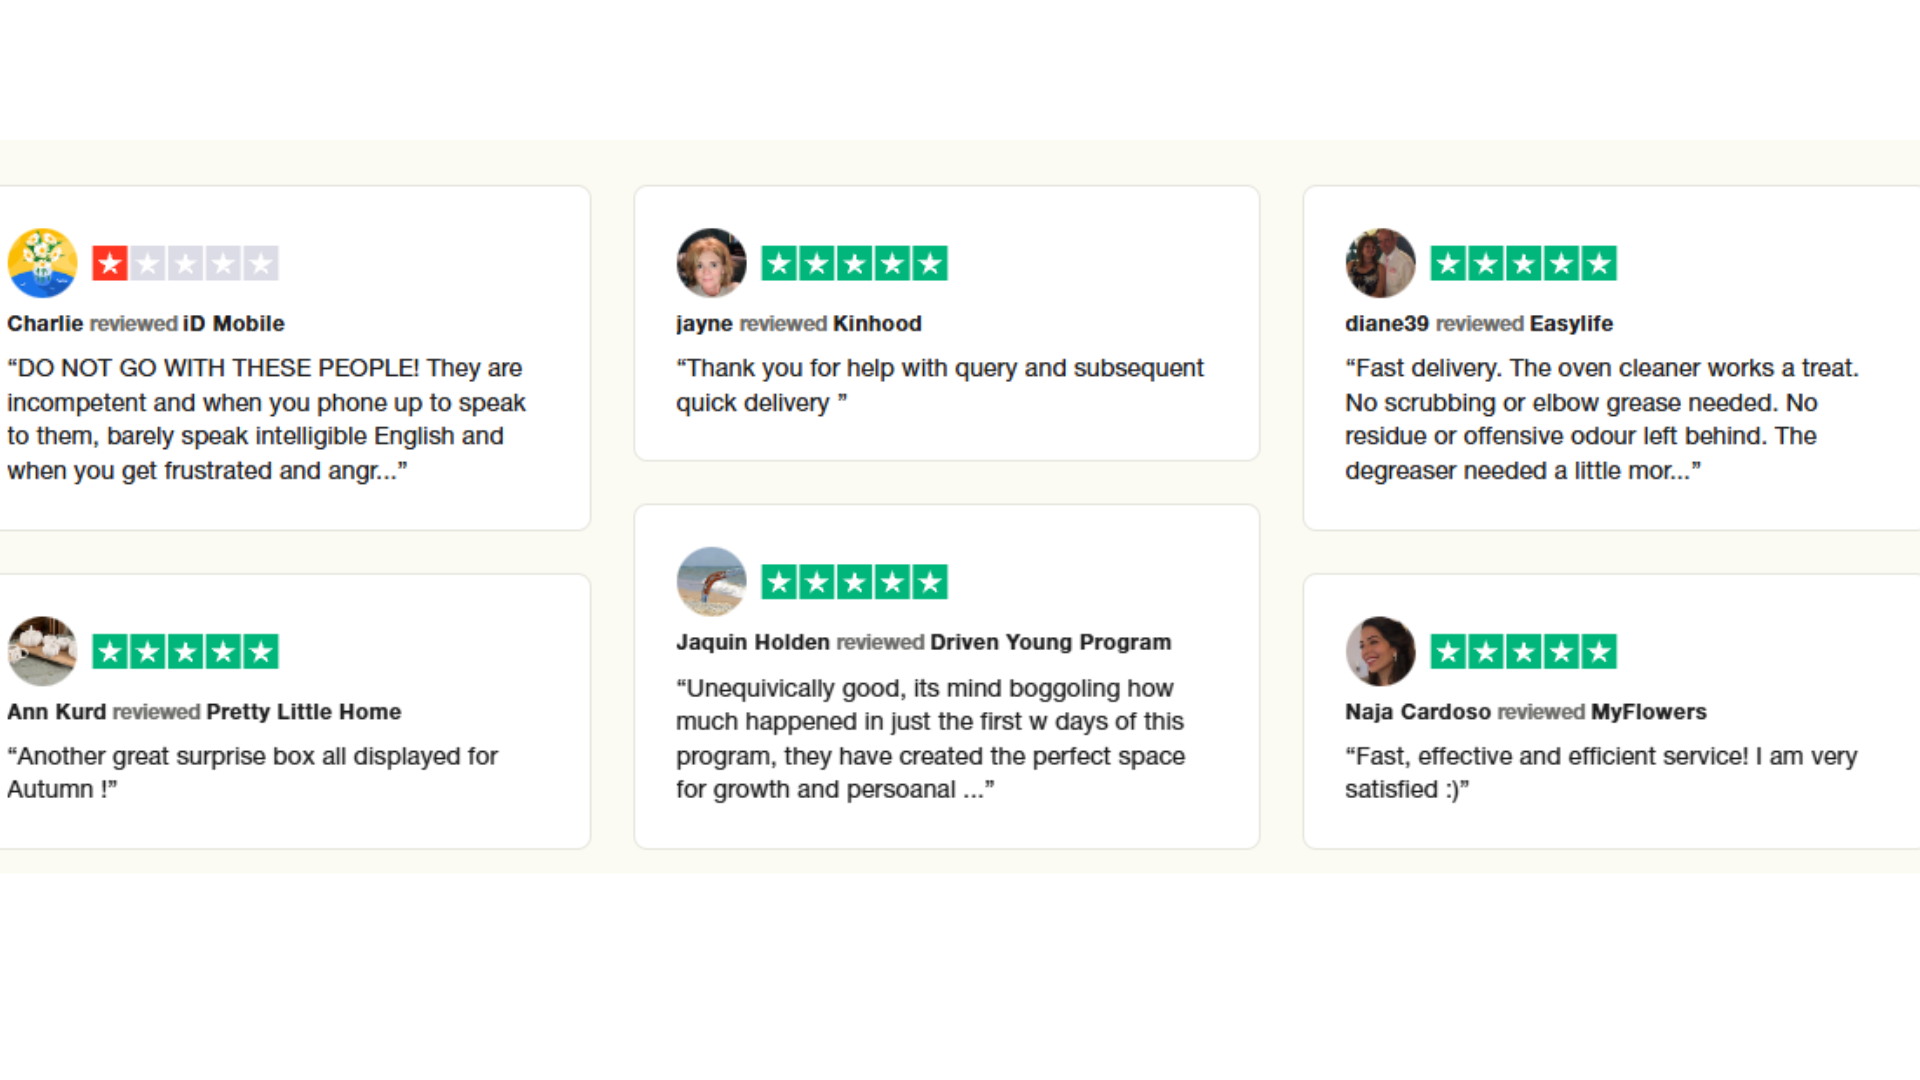 Charlie reviewed iD Mobile
“DO NOT GO WITH THESE PEOPLE! They are
incompetent and when you phone up to speak
to them, barely speak intelligible English and
when you get frustrated and angr...”
Ann Kurd reviewed Pretty Little Home
“Another great surprise box all displayed for
Autumn !”
jayne reviewed Kinhood
“Thank you for help with query and subsequent
quick delivery ”
Jaquin Holden reviewed Driven Young Program
“Unequivically good, its mind boggoling how
much happened in just the first w days of this
program, they have created the perfect space
for growth and persoanal ...”
diane39 reviewed Easylife
“Fast delivery. The oven cleaner works a treat.
No scrubbing or elbow grease needed. No
residue or offensive odour left behind. The
degreaser needed a little mor...”
Naja Cardoso reviewed MyFlowers
“Fast, effective and efficient service! I am very
satisfied :)”